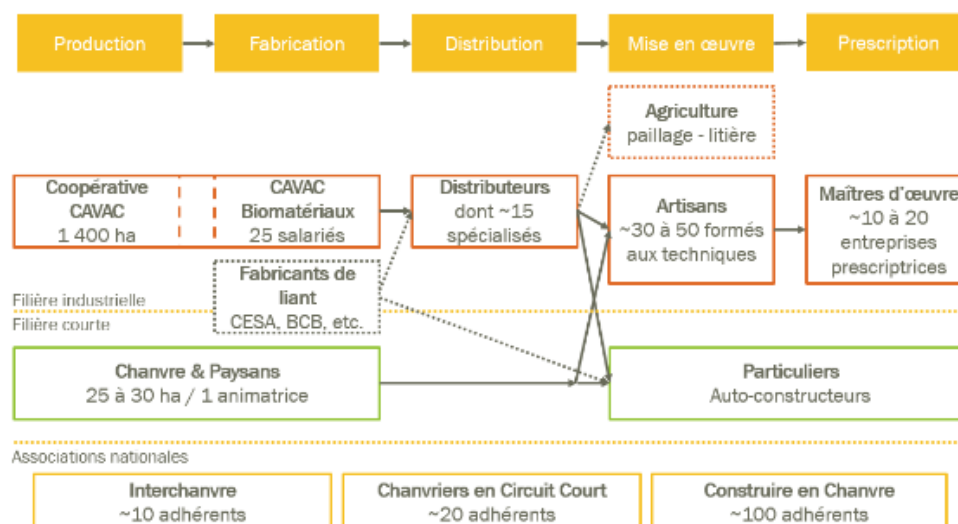 Production
Fabrication
Distribution
Mise en œuvre
Prescription
Agriculture
paillage - litière
Coopérative
CAVAC
1 400 ha
CAVAC
Biomatériaux
25 salariés
Distributeurs
dont ~15
spécialisés
Artisans
~30 à 50 formés
aux techniques
Maîtres d'œuvre
~10 à 20
entreprises
prescriptrices
Fabricants de
liant
CESA, BCB, etc.
Filière industrielle
Filière courte
Chanvre & Paysans
25 à 30 ha / 1 animatrice
Particuliers
Auto-constructeurs
Associations nationales
Interchanvre
~10 adhérents
Chanvriers en Circuit Court
~20 adhérents
Construire en Chanvre
~100 adhérents